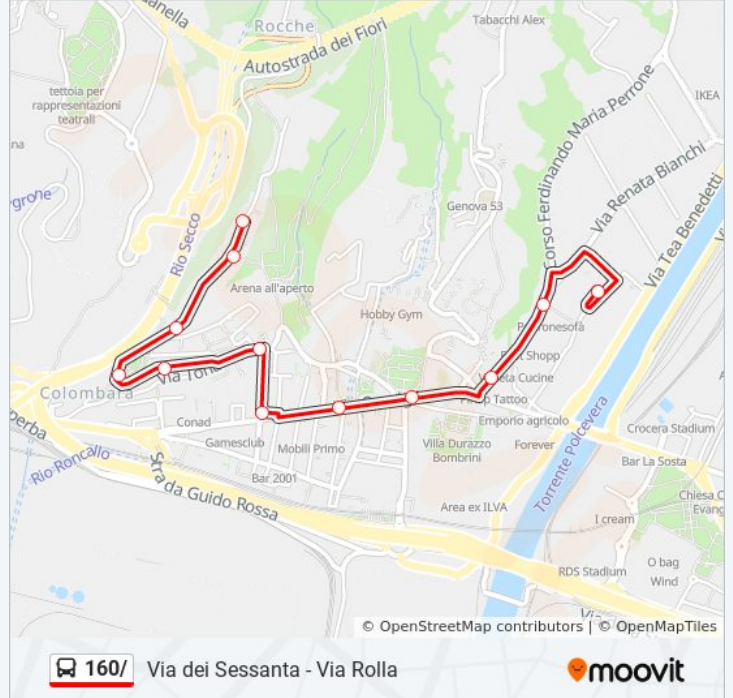 Rocche
Autostrada dei Fiori
Tabacchi Alex
tettoia per
rappresentazioni
teatrali
IKEA
Corso Ferdinando Maria Perrone
Via Renata Bianchi
Via Tea Benedetti
Genova 53
Rio Secco
Arena all'aperto
Hobby Gym
Colombara
Conad
Gamesclub
Mobili Primo
Emporio agricolo
Villa Durazzo
Bombrini
Forever
Crocera Stadium
Bar La Sosta
Rio Roncallo
Bar 2001
Strada Guido Rossa
Torrente Polcevera
Area ex ILVA
I cream
RDS Stadium
O bag
Wind
© OpenStreetMap contributors | © OpenMapTiles
160/ Via dei Sessanta - Via Rolla
moovit